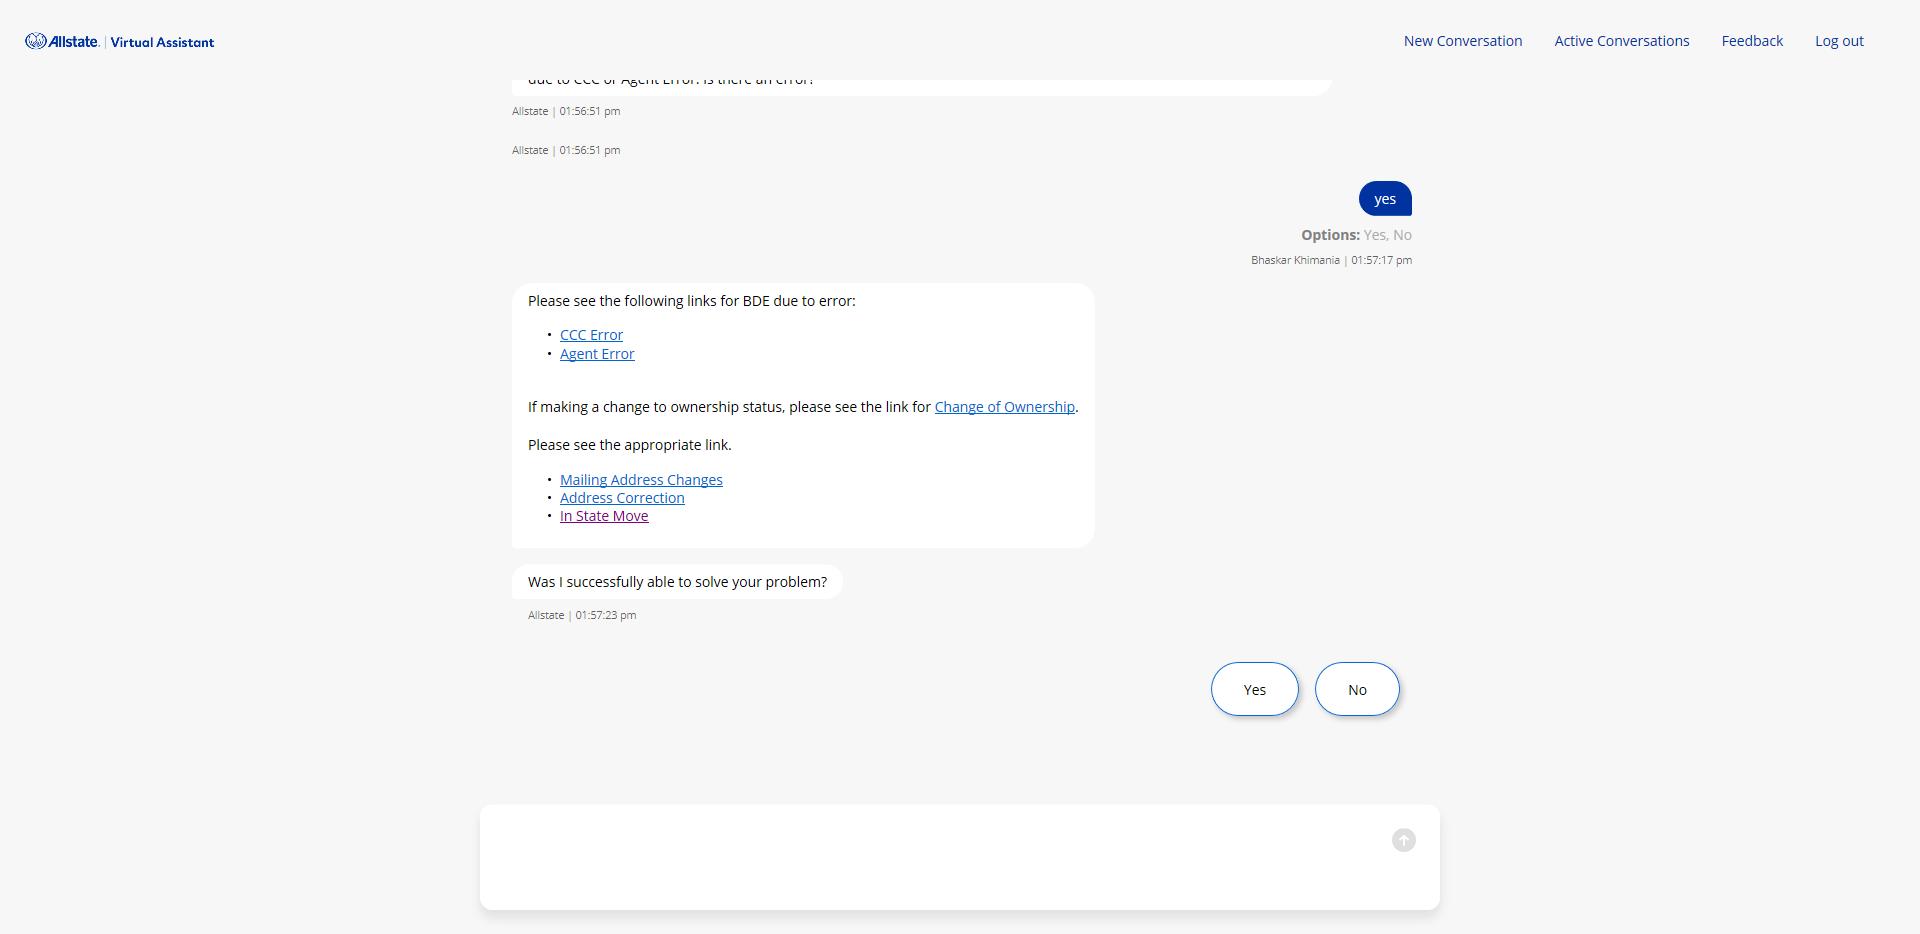 Allstate. | Virtual Assistant
New Conversation
Active Conversations
Feedback
Log out
due to CCC or Agent Error. Is there an error?
Allstate | 01:56:51 pm
Allstate | 01:56:51 pm
yes
Options: Yes, No
Bhaskar Khimania | 01:57:17 pm
Please see the following links for BDE due to error:
• CCC Error
• Agent Error
If making a change to ownership status, please see the link for Change of Ownership.
Please see the appropriate link.
• Mailing Address Changes
• Address Correction
• In State Move
Was I successfully able to solve your problem?
Allstate | 01:57:23 pm
Yes
No